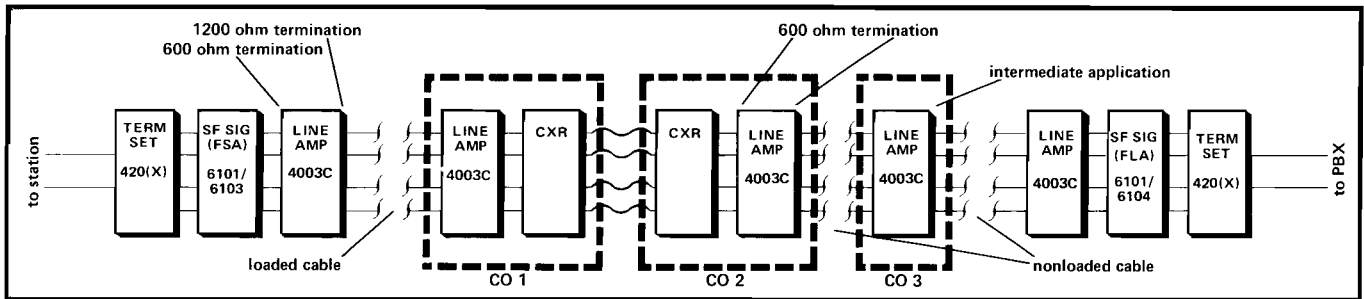 1200 ohm termination
600 ohm termination
600 ohm termination
intermediate application
to station
TERM
SET
420(X)
SF SIG
(FSA)
6101/
6103
LINE
AMP
4003C
LINE
AMP
4003C
CXR
CXR
LINE
AMP
4003C
LINE
AMP
4003C
LINE
AMP
4003C
SF SIG
(FLA)
6101/
6104
TERM
SET
420(X)
to PBX
loaded cable
CO 1
CO 2
CO 3
nonloaded cable